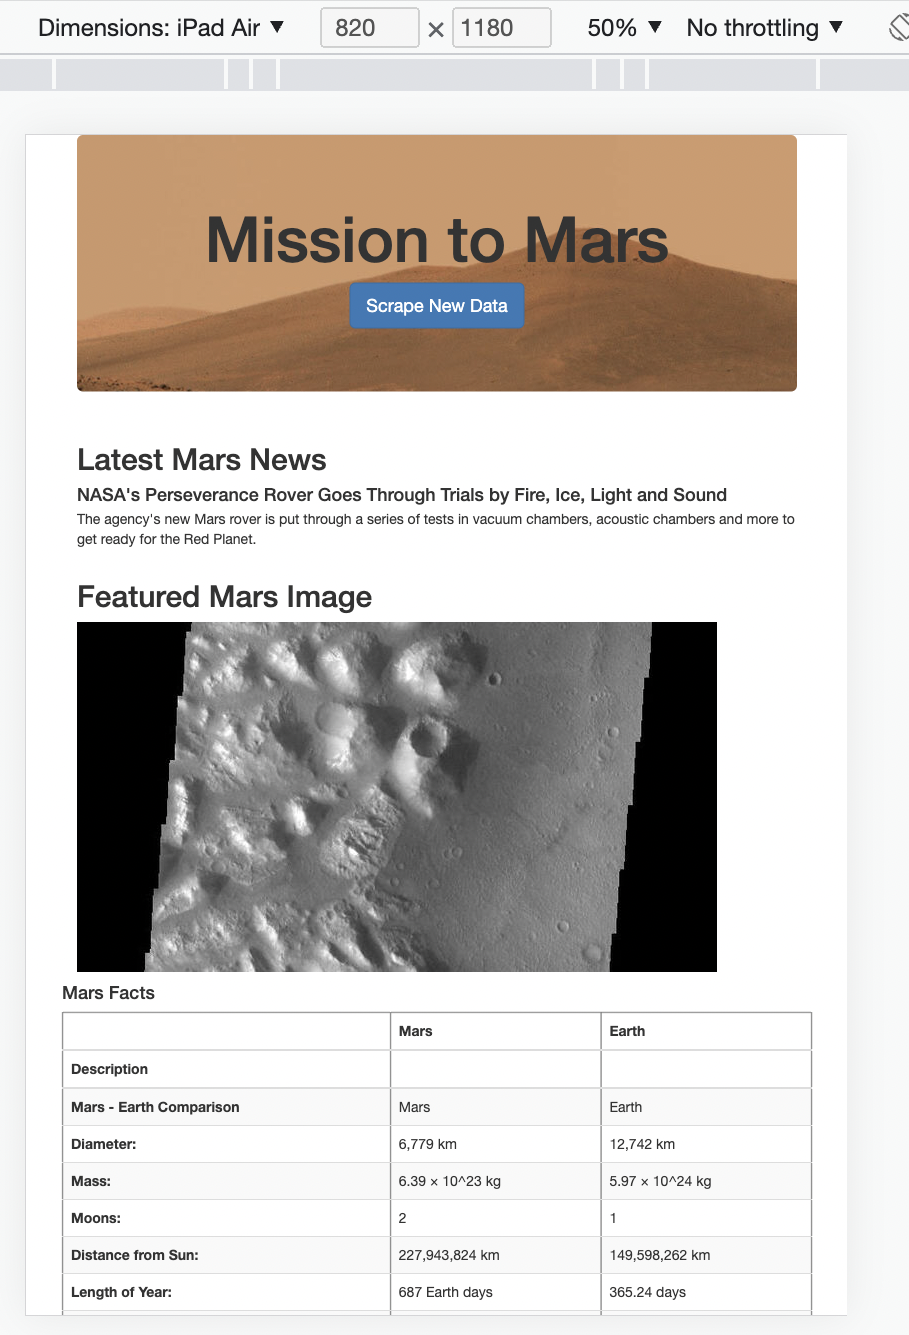 Dimensions: iPad Air ▼ 820 × 1180 50% ▼ No throttling ▼
Mission to Mars
Scrape New Data
Latest Mars News
NASA's Perseverance Rover Goes Through Trials by Fire, Ice, Light and Sound
The agency's new Mars rover is put through a series of tests in vacuum chambers, acoustic chambers and more to
get ready for the Red Planet.
Featured Mars Image
Mars Facts
Mars Earth
Description
Mars - Earth Comparison Mars Earth
Diameter: 6,779 km 12,742 km
Mass: 6.39 × 10^23 kg 5.97 × 10^24 kg
Moons: 2 1
Distance from Sun: 227,943,824 km 149,598,262 km
Length of Year: 687 Earth days 365.24 days